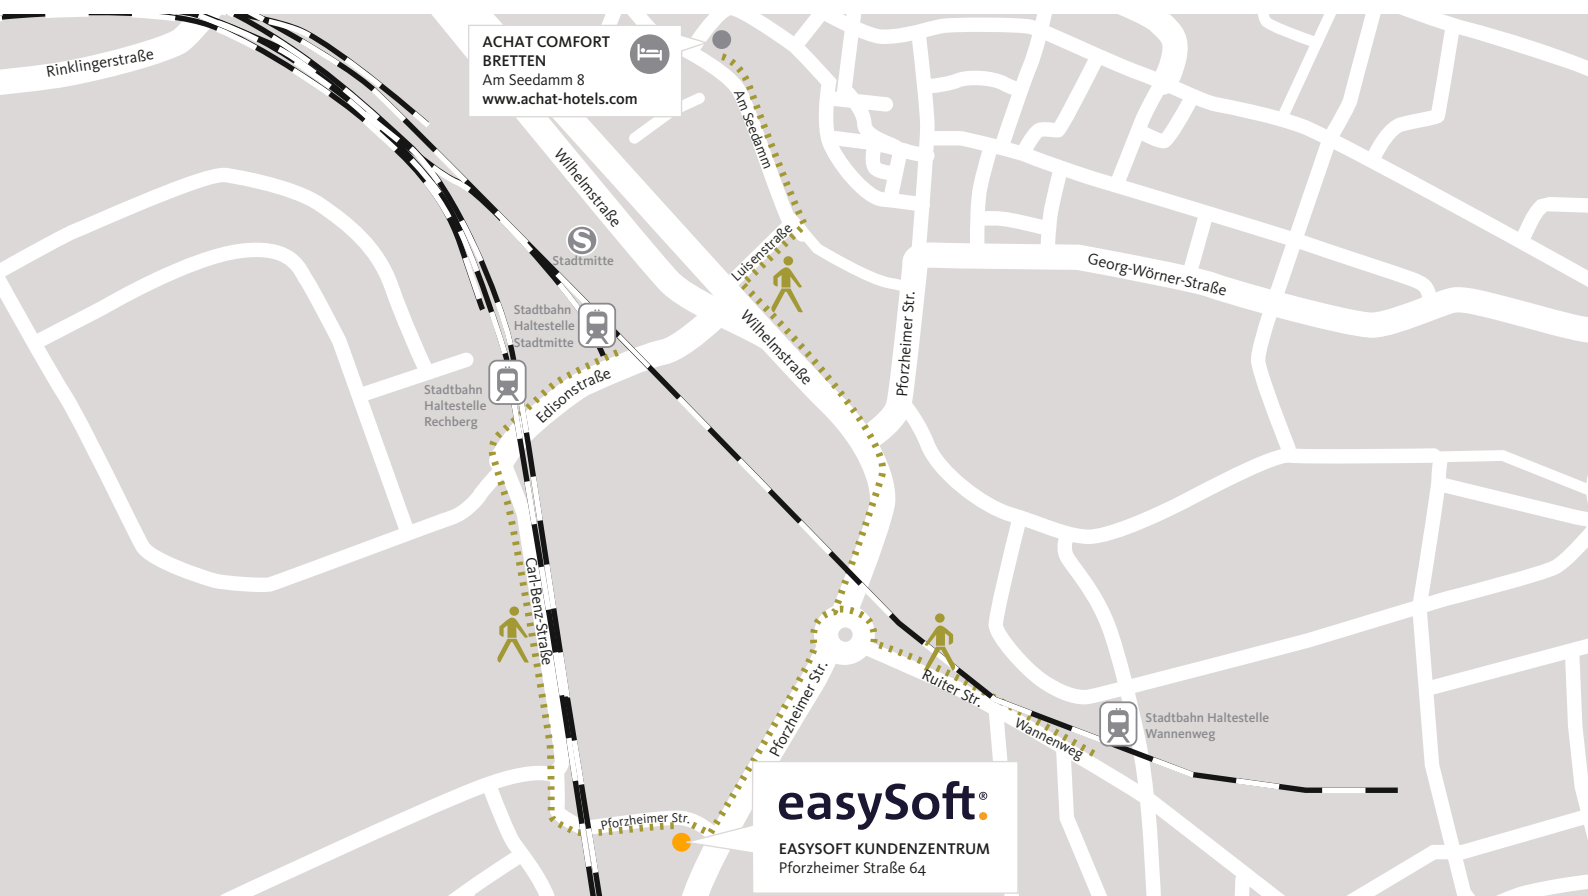 Rinklingerstraße
ACHAT COMFORT
BRETTEN
Am Seedamm 8
www.achat-hotels.com
Am Seedamm
Wilhelmstraße
S
Stadtmitte
Luisenstraße
Georg-Wörner-Straße
Stadtbahn
Haltestelle
Stadtmitte
Wilhelmstraße
Pforzheimer Str.
Stadtbahn
Haltestelle
Rechberg
Edisonstraße
Carl-Benz-Straße
Pforzheimer Str.
Ruiter Str.
Wannenweg
Stadtbahn Haltestelle
Wannenweg
Pforzheimer Str.
easySoft®
EASYSOFT KUNDENZENTRUM
Pforzheimer Straße 64